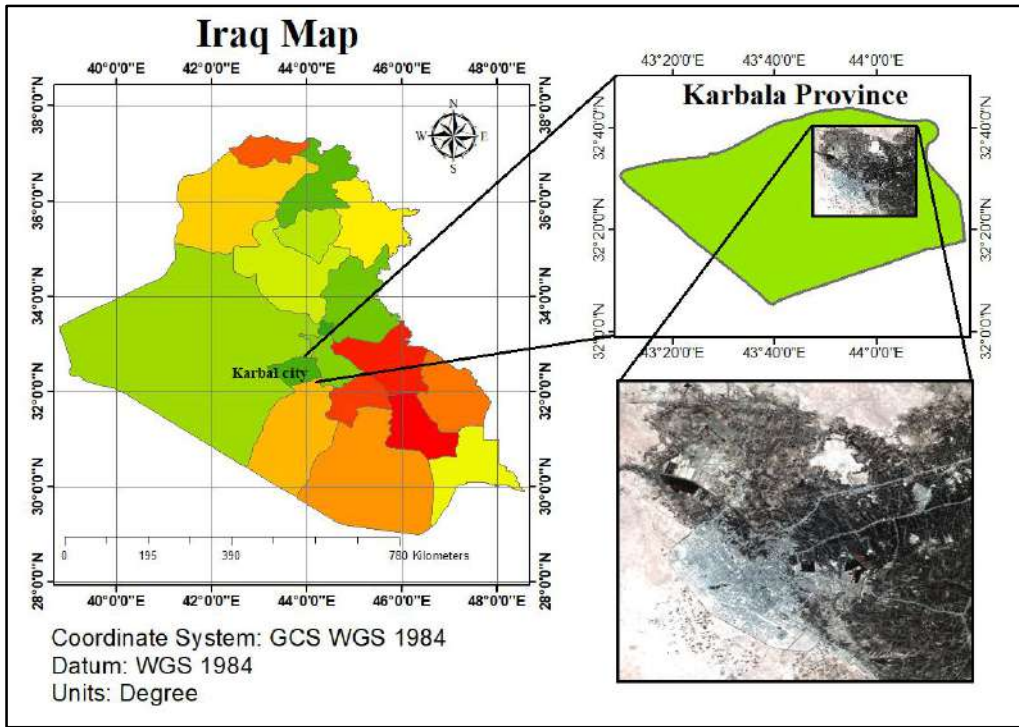 Iraq Map
40°0'0"E 42°0'0"E 44°0'0"E 46°0'0"E 48°0'0"E
38°0'0"N
36°0'0"N
34°0'0"N
32°0'0"N
30°0'0"N
28°0'0"N
38°0'0"N
36°0'0"N
34°0'0"N
32°0'0"N
30°0'0"N
28°0'0"N
N
W E
S
Karbal city
0 195 390 780 Kilometers
40°0'0"E 42°0'0"E 44°0'0"E 46°0'0"E 48°0'0"E
Coordinate System: GCS WGS 1984
Datum: WGS 1984
Units: Degree
43°20'0"E 43°40'0"E 44°0'0"E
Karbala Province
32°40'0"N
32°20'0"N
32°0'0"N
32°40'0"N
32°20'0"N
32°0'0"N
43°20'0"E 43°40'0"E 44°0'0"E